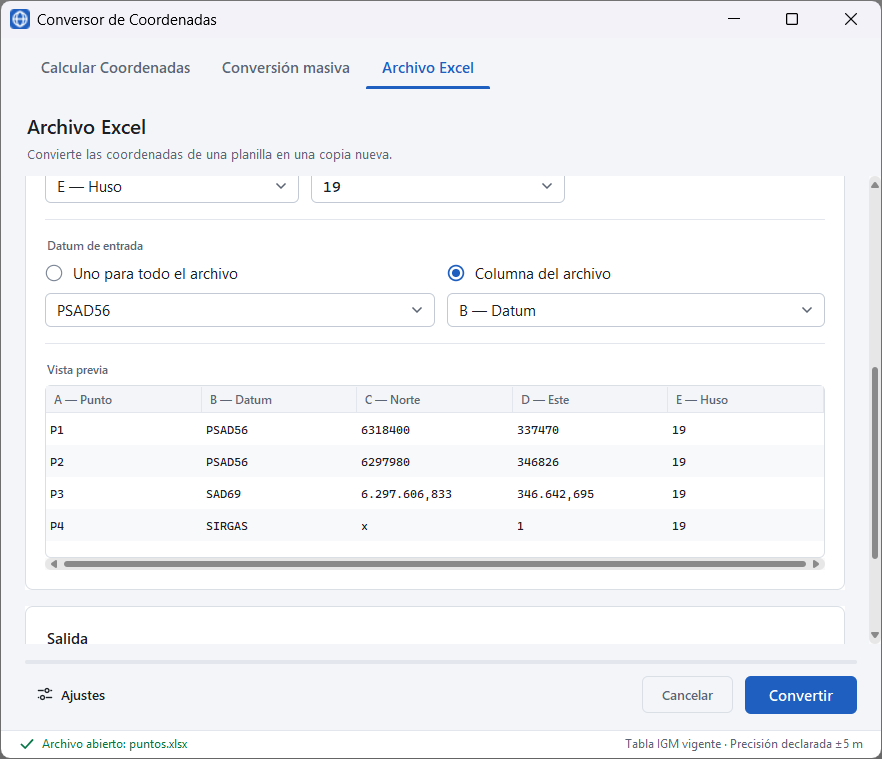 Conversor de Coordenadas
Calcular Coordenadas Conversión masiva Archivo Excel
Archivo Excel
Convierte las coordenadas de una planilla en una copia nueva.
E — Huso 19
Datum de entrada
Uno para todo el archivo Columna del archivo
PSAD56 B — Datum
Vista previa
A — Punto B — Datum C — Norte D — Este E — Huso
P1 PSAD56 6318400 337470 19
P2 PSAD56 6297980 346826 19
P3 SAD69 6.297.606,833 346.642,695 19
P4 SIRGAS x 1 19
Salida
Ajustes Cancelar Convertir
Archivo abierto: puntos.xlsx Tabla IGM vigente · Precisión declarada ±5 m